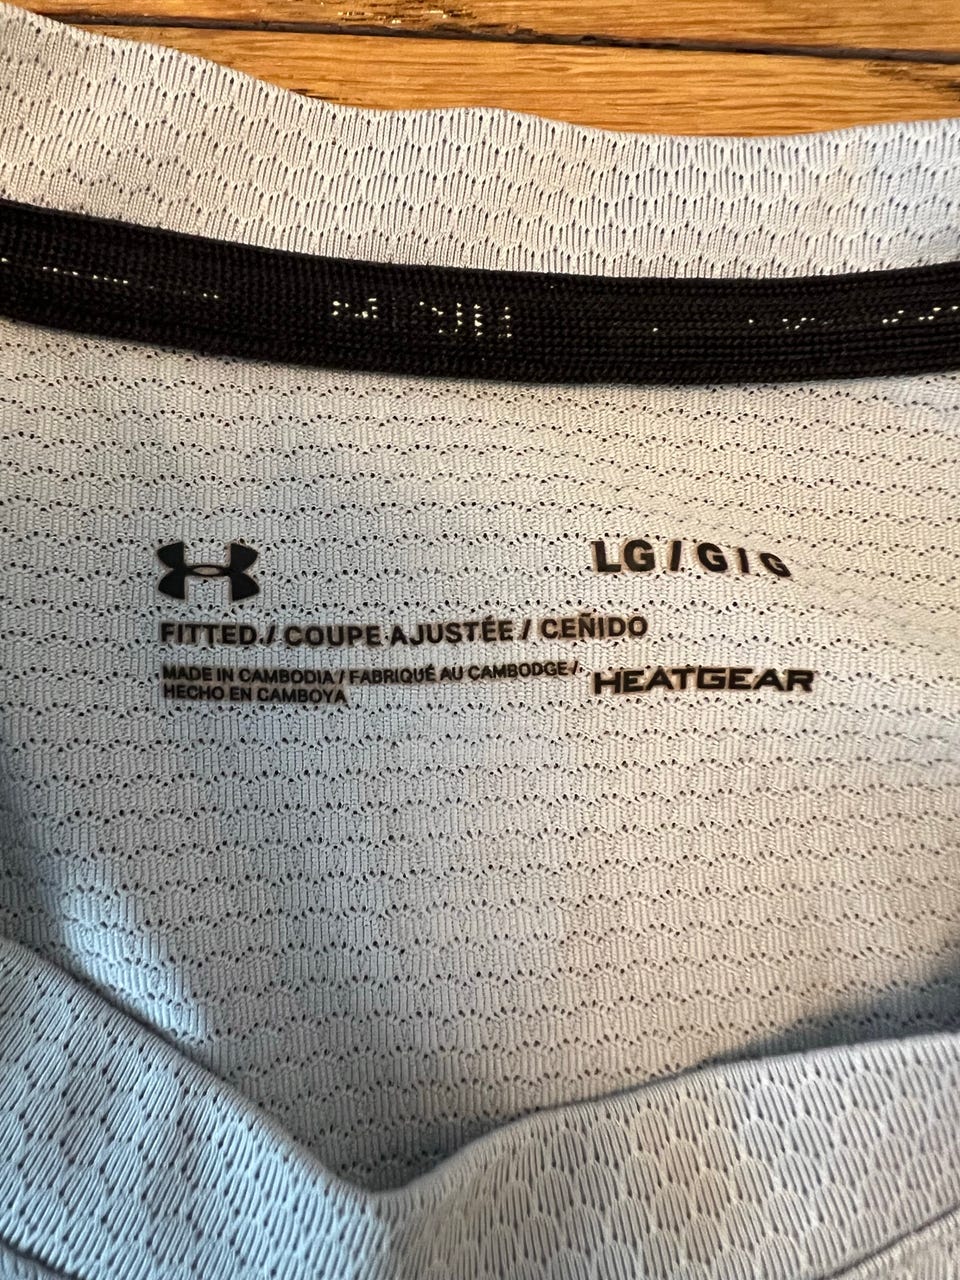 LG / G / G
FITTED / COUPE AJUSTÉE / CEÑIDO
MADE IN CAMBODIA / FABRIQUÉ AU CAMBODGE /
HECHO EN CAMBOYA
HEATGEAR